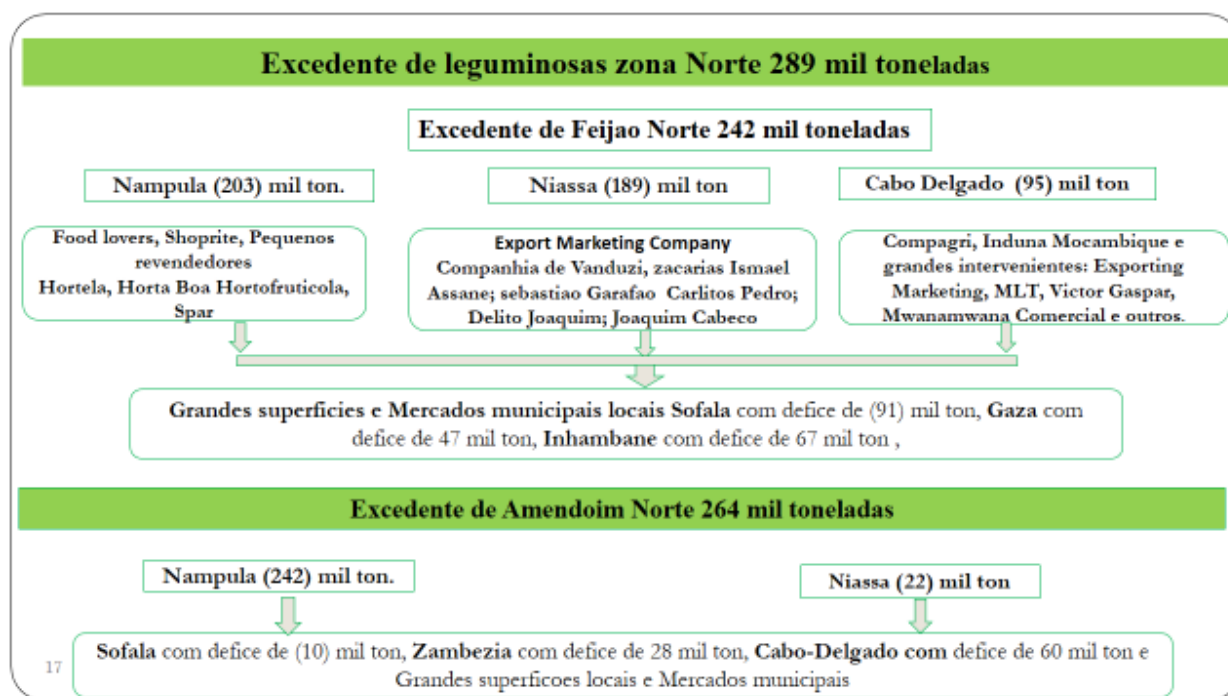 Excedente de leguminosas zona Norte 289 mil toneladas
Excedente de Feijao Norte 242 mil toneladas
Nampula (203) mil ton.
Niassa (189) mil ton
Cabo Delgado (95) mil ton
Food lovers, Shoprite, Pequenos
revendedores
Hortela, Horta Boa Hortofruticola,
Spar
Export Marketing Company
Companhia de Vanduzi, zacarias Ismael
Assane; sebastiao Garafao Carlitos Pedro;
Delito Joaquim; Joaquim Cabeco
Compagri, Induna Mocambique e
grandes intervenientes: Exporting
Marketing, MLT, Victor Gaspar,
Mwanamwana Comercial e outros.
Grandes superficies e Mercados municipais locais Sofala com defice de (91) mil ton, Gaza com
defice de 47 mil ton, Inhambane com defice de 67 mil ton ,
Excedente de Amendoim Norte 264 mil toneladas
Nampula (242) mil ton.
Niassa (22) mil ton
Sofala com defice de (10) mil ton, Zambezia com defice de 28 mil ton, Cabo-Delgado com defice de 60 mil ton e
Grandes superficoes locais e Mercados municipais
17